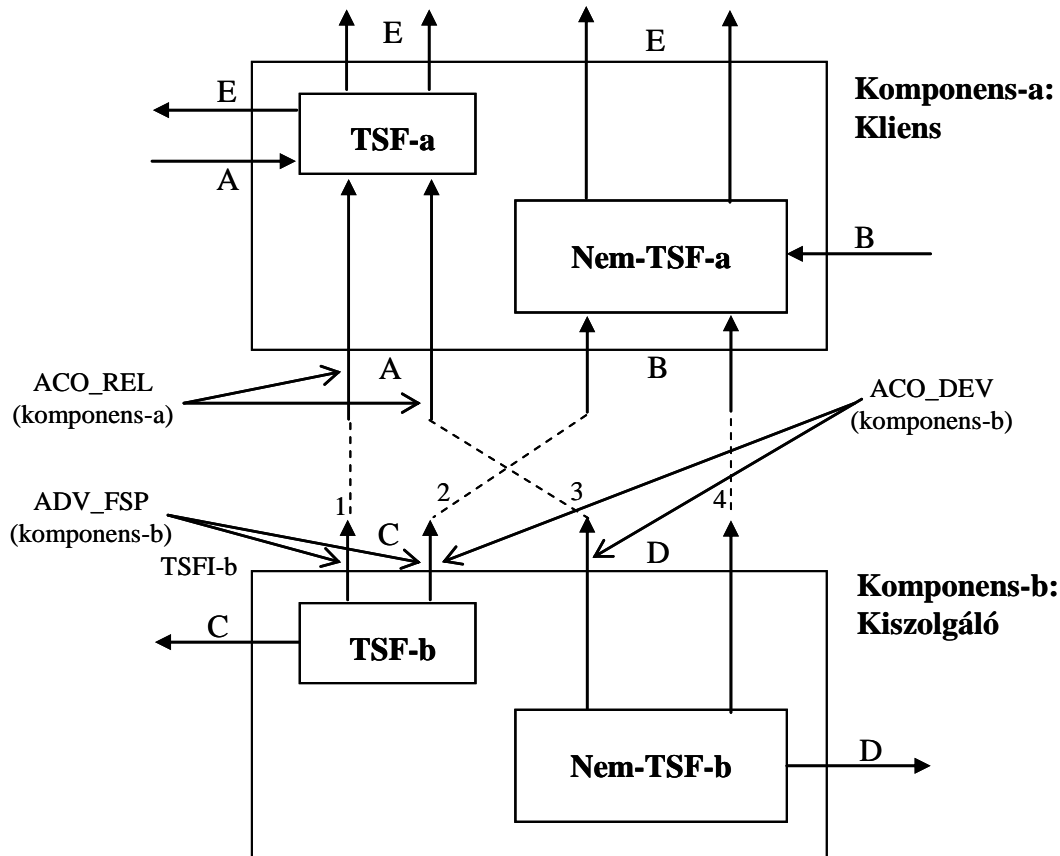 E
E
E
Komponens-a:
Kliens
TSF-a
A
B
Nem-TSF-a
A
B
ACO_REL
(komponens-a)
ACO_DEV
(komponens-b)
ADV_FSP
(komponens-b)
1
2
3
4
C
D
TSFI-b
Komponens-b:
Kiszolgáló
C
TSF-b
Nem-TSF-b
D